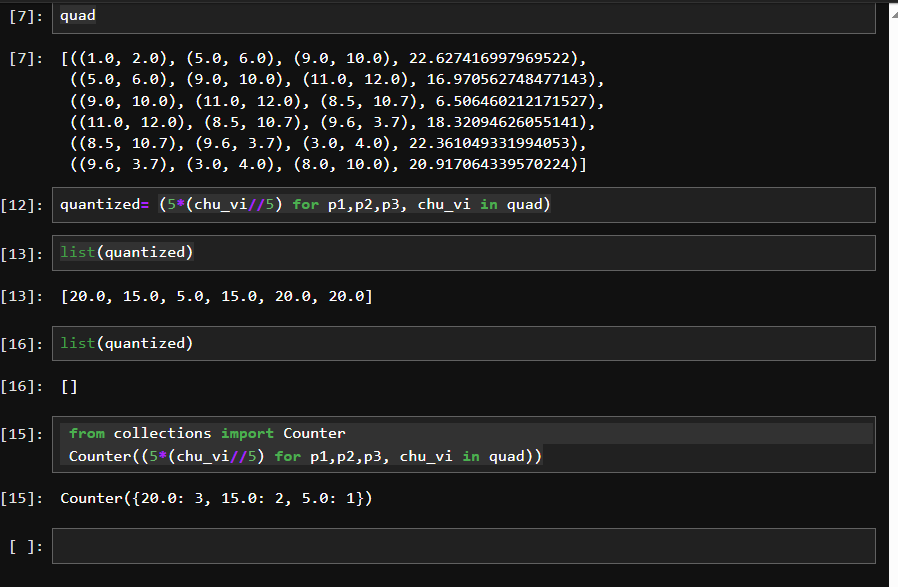 [7]: quad
[7]: [((1.0, 2.0), (5.0, 6.0), (9.0, 10.0), 22.627416997969522),
((5.0, 6.0), (9.0, 10.0), (11.0, 12.0), 16.970562748477143),
((9.0, 10.0), (11.0, 12.0), (8.5, 10.7), 6.506460212171527),
((11.0, 12.0), (8.5, 10.7), (9.6, 3.7), 18.32094626055141),
((8.5, 10.7), (9.6, 3.7), (3.0, 4.0), 22.361049331994053),
((9.6, 3.7), (3.0, 4.0), (8.0, 10.0), 20.917064339570224)]
[12]: quantized= (5*(chu_vi//5) for p1,p2,p3, chu_vi in quad)
[13]: list(quantized)
[13]: [20.0, 15.0, 5.0, 15.0, 20.0, 20.0]
[16]: list(quantized)
[16]: []
[15]: from collections import Counter
Counter((5*(chu_vi//5) for p1,p2,p3, chu_vi in quad))
[15]: Counter({20.0: 3, 15.0: 2, 5.0: 1})
[ ]: